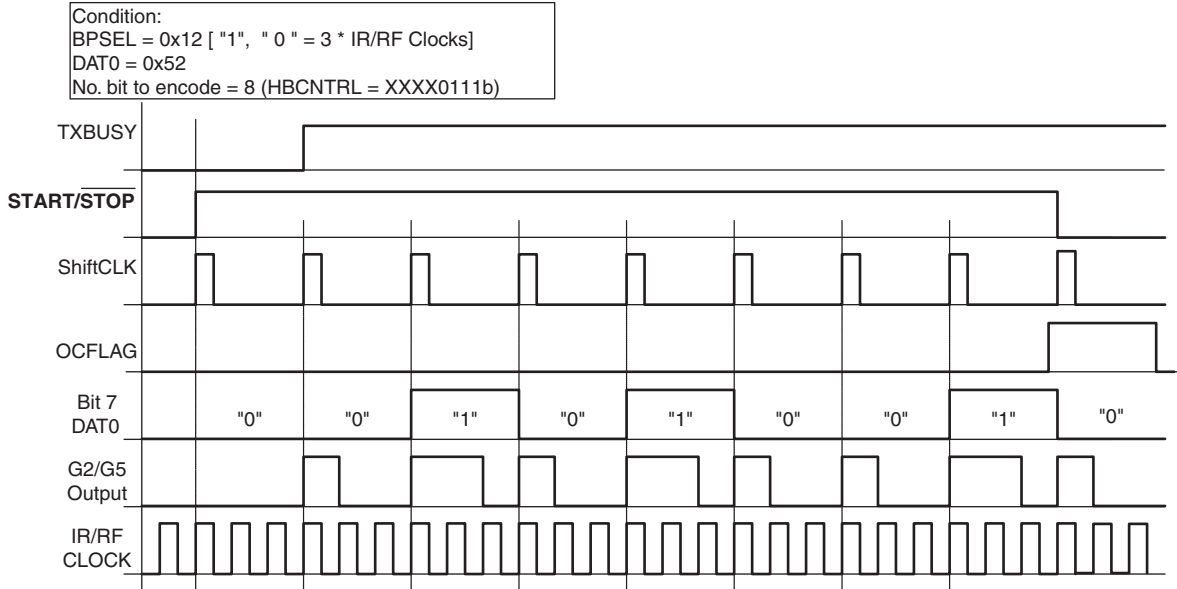 Condition:
BPSEL = 0x12 [ "1", " 0 " = 3 * IR/RF Clocks]
DAT0 = 0x52
No. bit to encode = 8 (HBCNTRL = XXXX0111b)
TXBUSY
START/STOP
ShiftCLK
OCFLAG
Bit 7
DAT0
"0" "0" "1" "0" "1" "0" "0" "1" "0"
G2/G5
Output
IR/RF
CLOCK